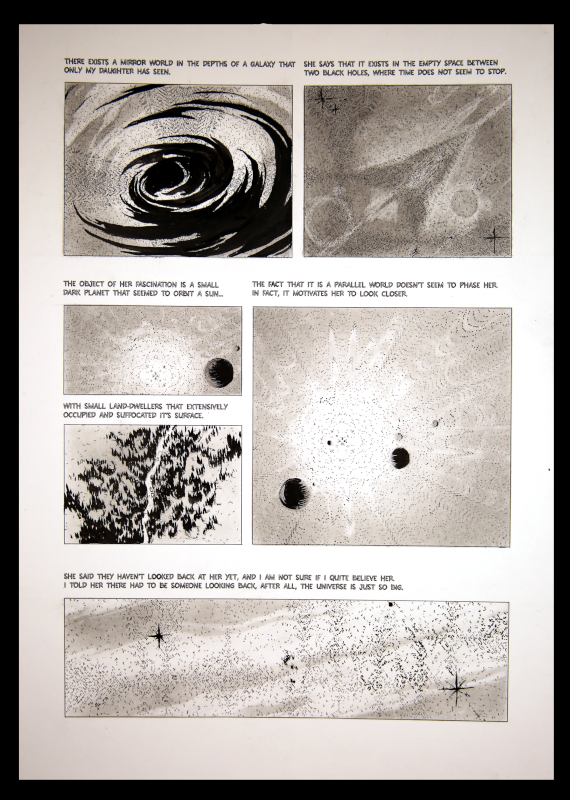 THERE EXISTS A MIRROR WORLD IN THE DEPTHS OF A GALAXY THAT
ONLY MY DAUGHTER HAS SEEN.
SHE SAYS THAT IT EXISTS IN THE EMPTY SPACE BETWEEN
TWO BLACK HOLES, WHERE TIME DOES NOT SEEM TO STOP.
THE OBJECT OF HER FASCINATION IS A SMALL
DARK PLANET THAT SEEMED TO ORBIT A SUN...
WITH SMALL LAND-DWELLERS THAT EXTENSIVELY
OCCUPIED AND SUFFOCATED IT'S SURFACE.
THE FACT THAT IT IS A PARALLEL WORLD DOESN'T SEEM TO PHASE HER.
IN FACT, IT MOTIVATES HER TO LOOK CLOSER.
SHE SAID THEY HAVEN'T LOOKED BACK AT HER YET, AND I AM NOT SURE IF I QUITE BELIEVE HER.
I TOLD HER THERE HAD TO BE SOMEONE LOOKING BACK, AFTER ALL, THE UNIVERSE IS JUST SO BIG.